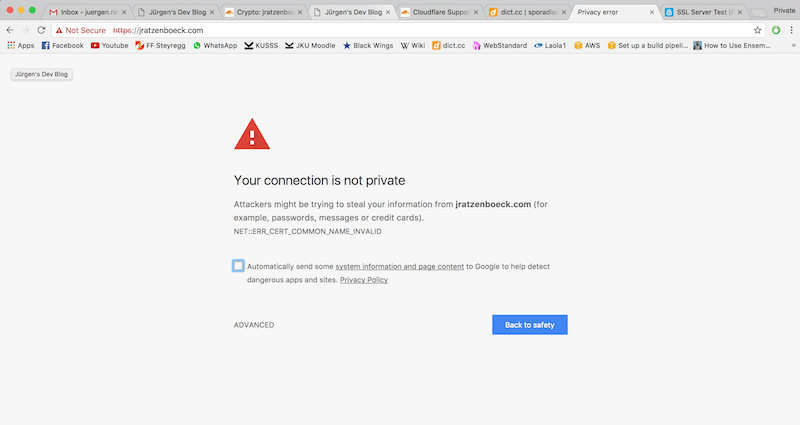 Inbox - juergen.ra
Jürgen's Dev Blog
Crypto: jratzenboe
Jürgen's Dev Blog
Cloudflare Suppor
dict.cc | sporadisc
Privacy error
SSL Server Test (
Private
Not Secure https://jratzenboeck.com
Apps
Facebook
Youtube
FF Steyregg
WhatsApp
KUSSS
JKU Moodle
Black Wings
Wiki
dict.cc
WebStandard
Laola1
AWS
Set up a build pipelin...
How to Use Ensem...
»
Jürgen's Dev Blog
Your connection is not private
Attackers might be trying to steal your information from jratzenboeck.com (for
example, passwords, messages or credit cards).
NET::ERR_CERT_COMMON_NAME_INVALID
Automatically send some system information and page content to Google to help detect
dangerous apps and sites. Privacy Policy
ADVANCED
Back to safety